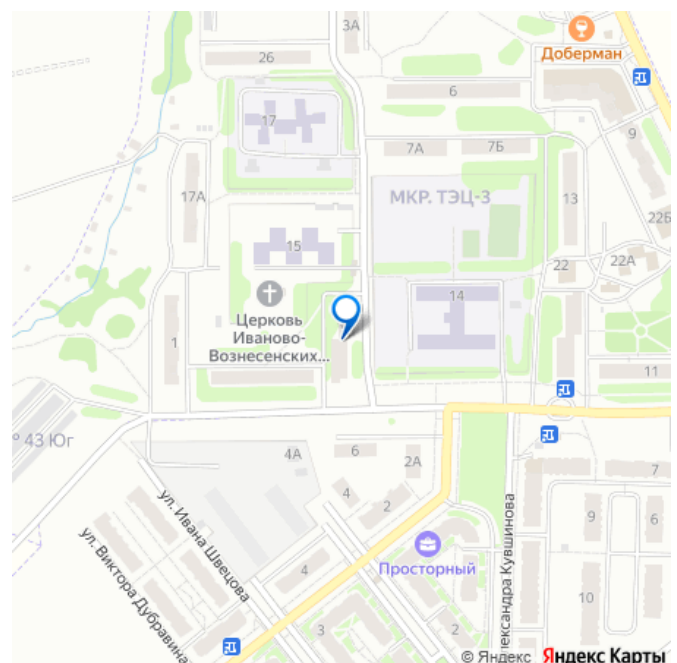 3А
26
Доберман
6
17
9
7А
7Б
17А
МКР. ТЭЦ-3
13
22Б
15
22А
22
14
Церковь
Иваново-
Вознесенских...
1
11
№ 43 Юг
4А
6
2А
7
4
2
9
6
ул. Ивана Швецова
ул. Виктора Дубравина
Александра Кувшинова
Просторный
4
10
3
2
© Яндекс Яндекс Карты